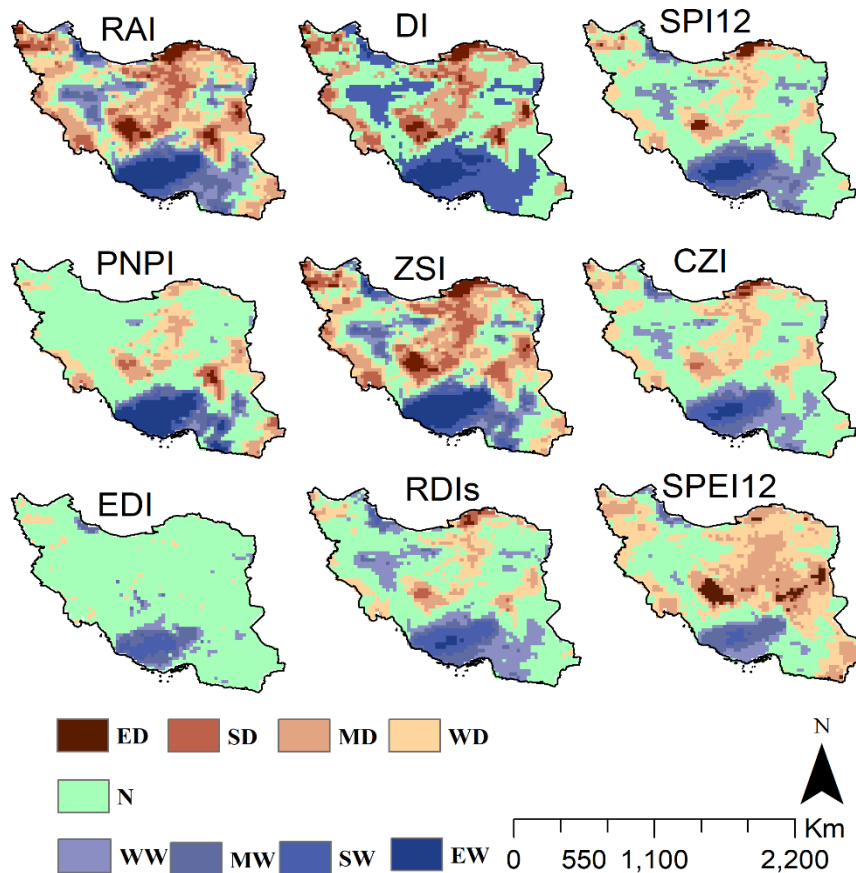 RAI DI SPI12
PNPI ZSI CZI
EDI RDIs SPEI12
ED SD MD WD
N
N
WW MW SW EW
Km
0 550 1,100 2,200